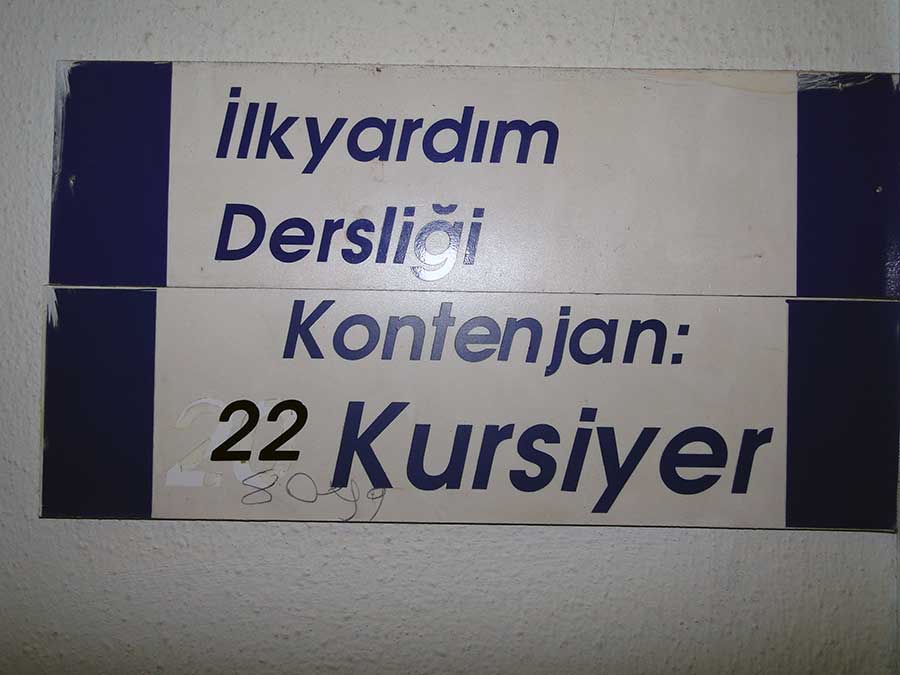 İlkyardım
Dersliği
Kontenjan:
22 Kursiyer